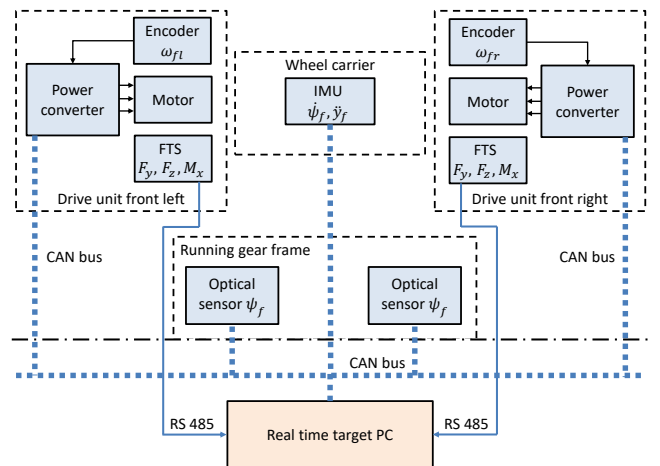 Encoder
ω_fl
Power
converter
Motor
FTS
F_y, F_z, M_x
Drive unit front left
Wheel carrier
IMU
ψ̇_f, ÿ_f
Encoder
ω_fr
Motor
Power
converter
FTS
F_y, F_z, M_x
Drive unit front right
CAN bus
Running gear frame
CAN bus
Optical
sensor ψ_f
Optical
sensor ψ_f
CAN bus
RS 485
Real time target PC
RS 485